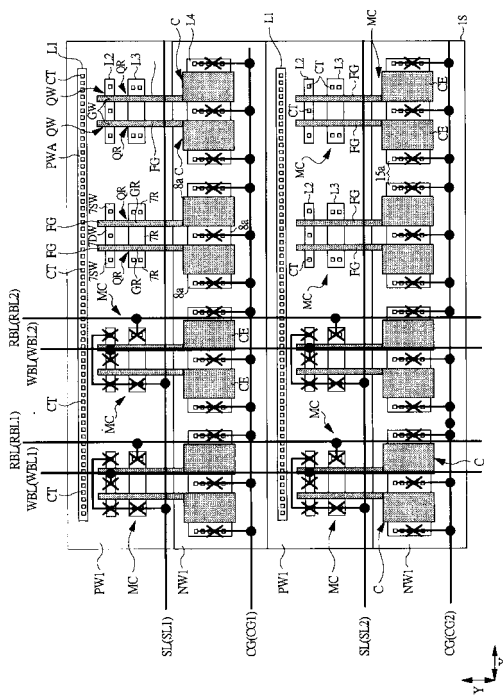 RBL(RBL2)
WBL(WBL2)
RBL(RBL1)
WBL(WBL1)
CT
CT
MC
MC
CT
FG
7DW
FG
7SW
7SW
PWA
QW
QW
CT
L1
GW
QR
QR
L2
L3
FG
C
L4
QR
QR
GR
GR
7R
7R
7R
8a
8a
8a
C
L1
MC
1S
PW1
MC
NW1
SL(SL1)
CG(CG1)
CE
CE
CT
CT
L2
L3
FG
FG
MC
CE
CE
CT
FG
FG
MC
15a
MC
MC
PW1
C
C
NW1
SL(SL2)
CG(CG2)
Y
X